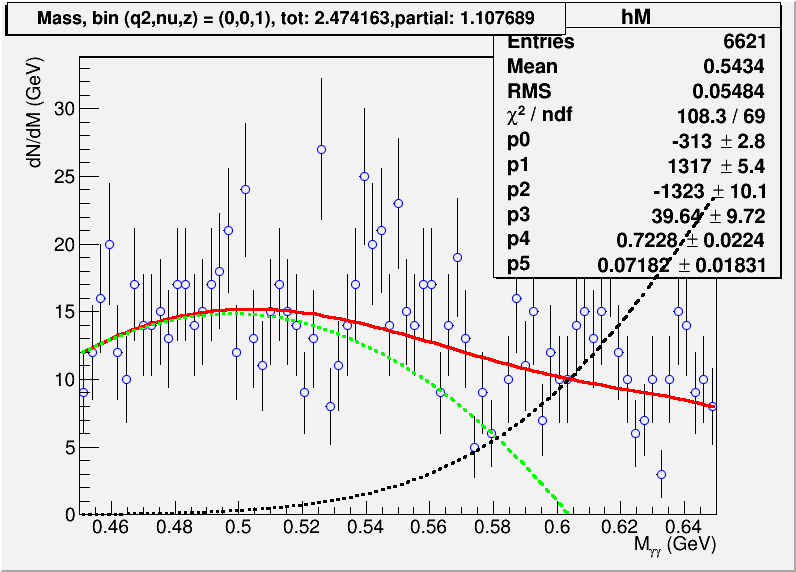 Mass, bin (q2,nu,z) = (0,0,1), tot: 2.474163,partial: 1.107689
hM
Entries 6621
Mean 0.5434
RMS 0.05484
χ² / ndf 108.3 / 69
p0 -313 ± 2.8
p1 1317 ± 5.4
p2 -1323 ± 10.1
p3 39.64 ± 9.72
p4 0.7228 ± 0.0224
p5 0.07182 ± 0.01831
dN/dM (GeV)
30
25
20
15
10
5
0
0.46 0.48 0.5 0.52 0.54 0.56 0.58 0.6 0.62 0.64
Mγγ (GeV)